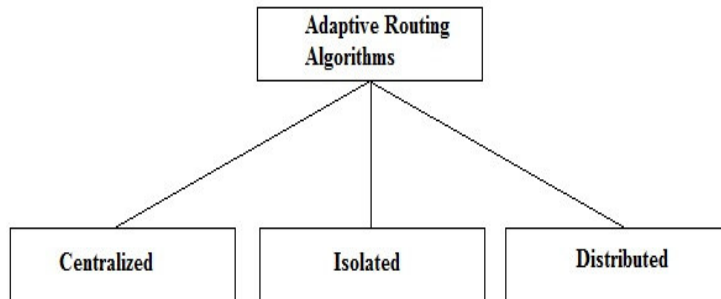 Adaptive Routing
Algorithms
Centralized
Isolated
Distributed